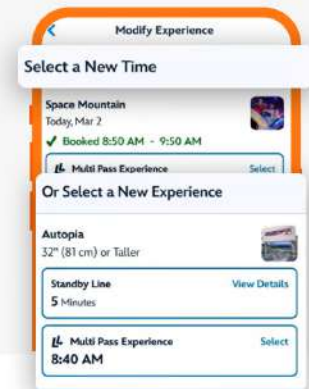 Modify Experience
Select a New Time
Space Mountain
Today, Mar 2
✓ Booked 8:50 AM - 9:50 AM
LL Multi Pass Experience Select
Or Select a New Experience
Autopia
32" (81 cm) or Taller
Standby Line View Details
5 Minutes
LL Multi Pass Experience Select
8:40 AM